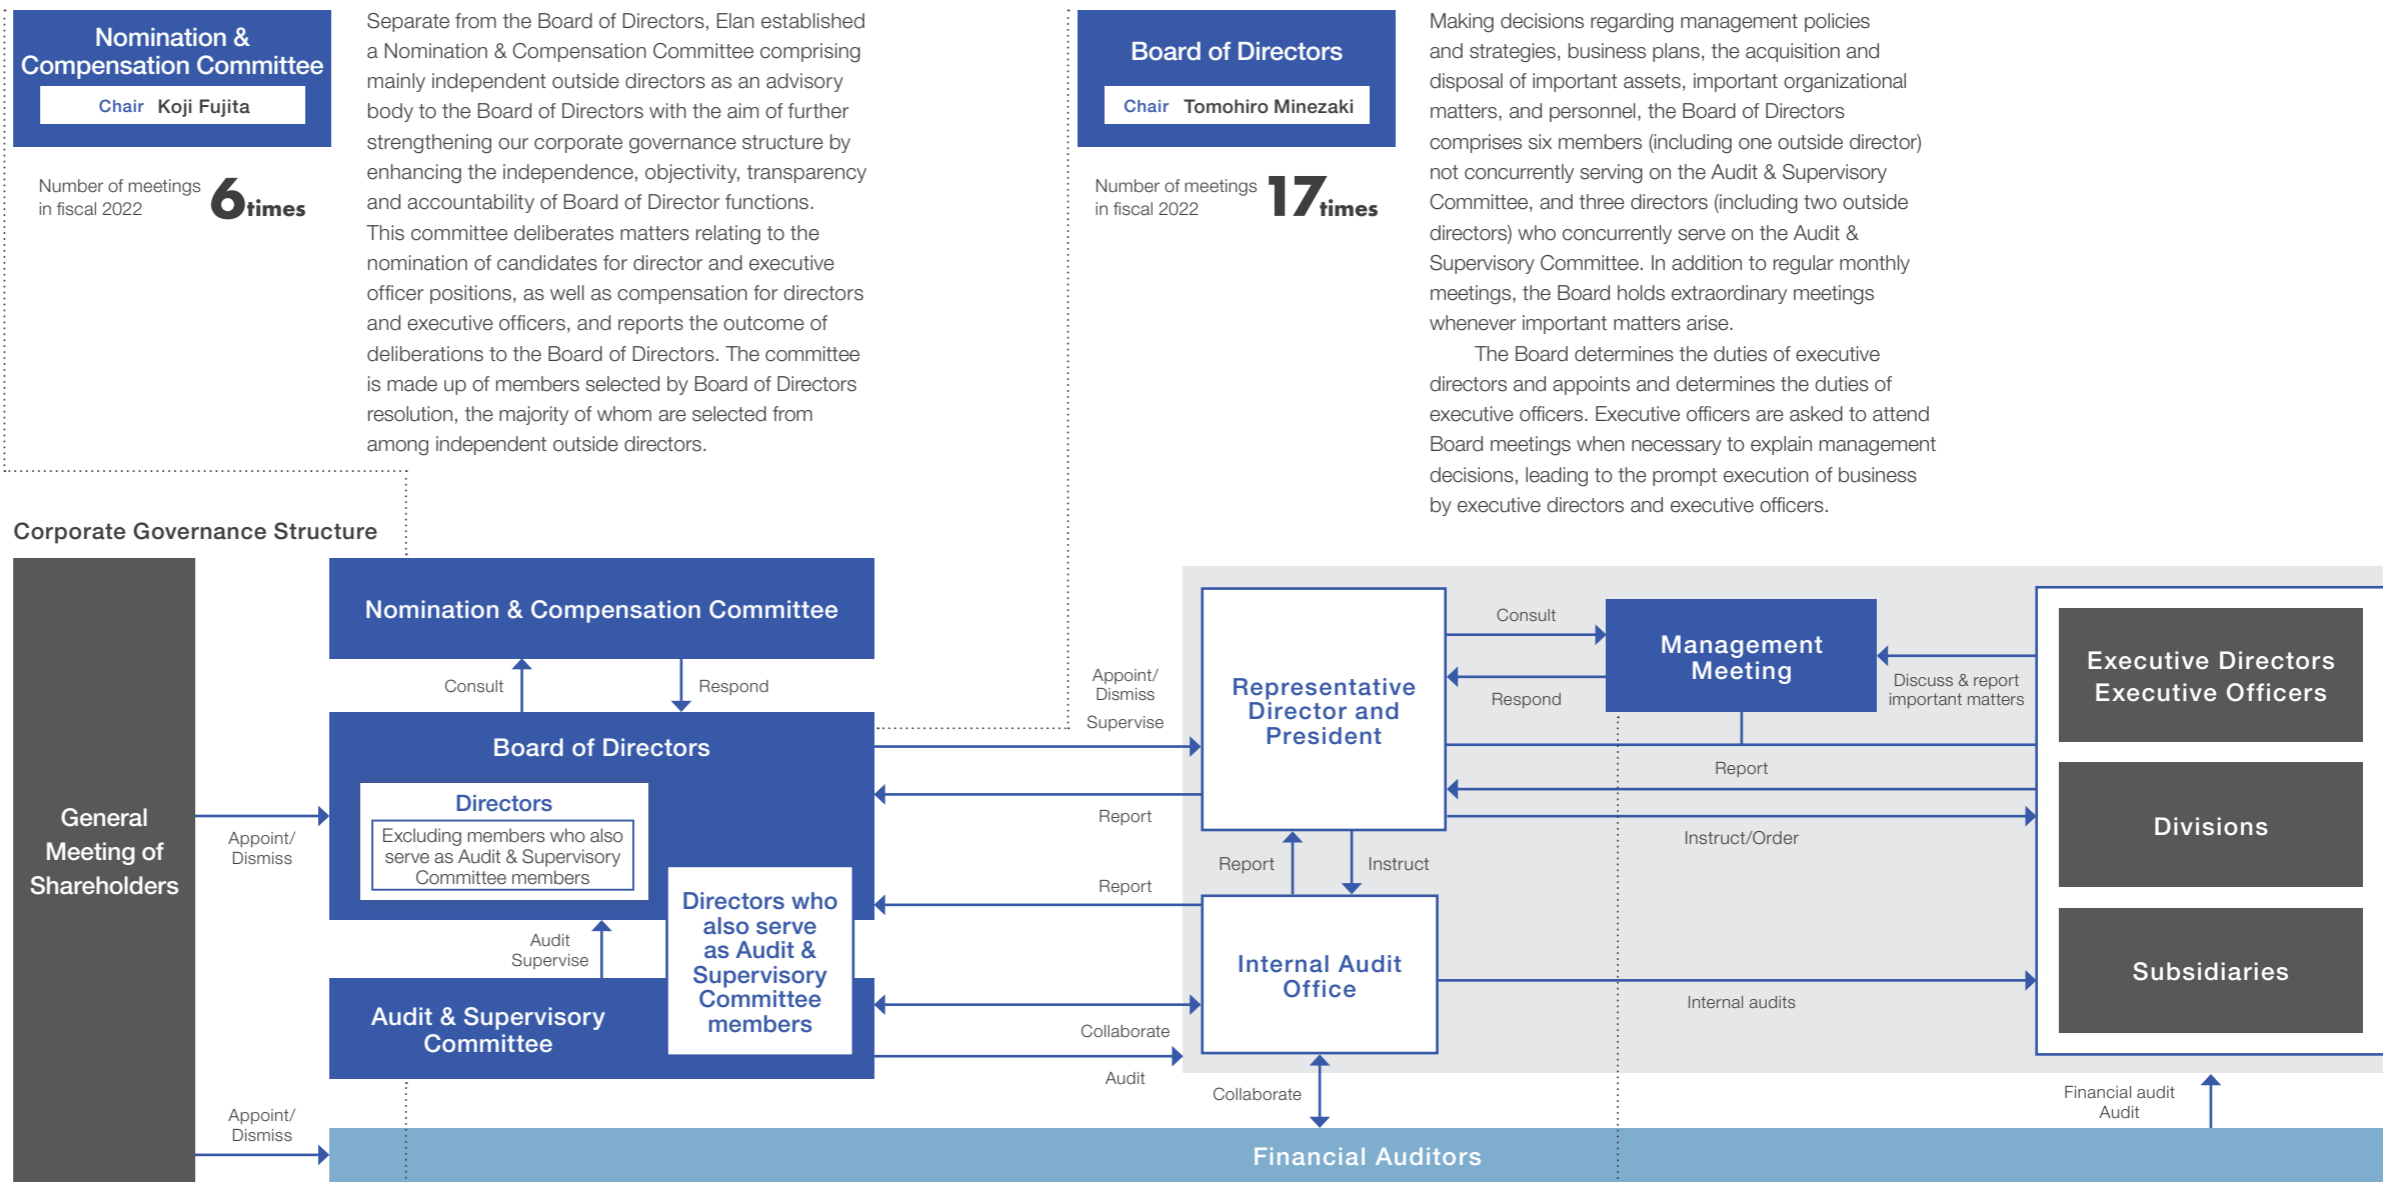 Nomination &
Compensation Committee
Chair Koji Fujita
Number of meetings
in fiscal 2022
6 times
Separate from the Board of Directors, Elan established
a Nomination & Compensation Committee comprising
mainly independent outside directors as an advisory
body to the Board of Directors with the aim of further
strengthening our corporate governance structure by
enhancing the independence, objectivity, transparency
and accountability of Board of Director functions.
This committee deliberates matters relating to the
nomination of candidates for director and executive
officer positions, as well as compensation for directors
and executive officers, and reports the outcome of
deliberations to the Board of Directors. The committee
is made up of members selected by Board of Directors
resolution, the majority of whom are selected from
among independent outside directors.
Board of Directors
Chair Tomohiro Minezaki
Number of meetings
in fiscal 2022
17 times
Making decisions regarding management policies
and strategies, business plans, the acquisition and
disposal of important assets, important organizational
matters, and personnel, the Board of Directors
comprises six members (including one outside director)
not concurrently serving on the Audit & Supervisory
Committee, and three directors (including two outside
directors) who concurrently serve on the Audit &
Supervisory Committee. In addition to regular monthly
meetings, the Board holds extraordinary meetings
whenever important matters arise.
The Board determines the duties of executive
directors and appoints and determines the duties of
executive officers. Executive officers are asked to attend
Board meetings when necessary to explain management
decisions, leading to the prompt execution of business
by executive directors and executive officers.
Corporate Governance Structure
General
Meeting of
Shareholders
Appoint/
Dismiss
Appoint/
Dismiss
Nomination & Compensation Committee
Consult
Respond
Board of Directors
Directors
Excluding members who also
serve as Audit & Supervisory
Committee members
Directors who
also serve
as Audit &
Supervisory
Committee
members
Audit
Supervise
Audit & Supervisory
Committee
Appoint/
Dismiss
Supervise
Report
Report
Collaborate
Audit
Representative
Director and
President
Report
Instruct
Internal Audit
Office
Collaborate
Consult
Respond
Management
Meeting
Discuss & report
important matters
Report
Instruct/Order
Internal audits
Executive Directors
Executive Officers
Divisions
Subsidiaries
Financial audit
Audit
Financial Auditors